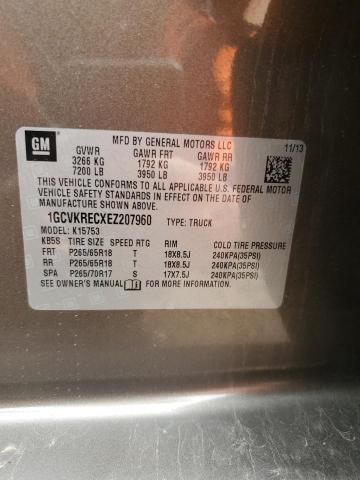 GM
MFD BY GENERAL MOTORS LLC 11/13
GVWR GAWR FRT GAWR RR
3266 KG 1792 KG 1792 KG
7200 LB 3950 LB 3950 LB
THIS VEHICLE CONFORMS TO ALL APPLICABLE U.S. FEDERAL MOTOR
VEHICLE SAFETY STANDARDS IN EFFECT ON THE DATE OF
MANUFACTURE SHOWN ABOVE.
1GCVKRECXEZ207960 TYPE: TRUCK
MODEL: K15753
KB5S TIRE SIZE SPEED RTG RIM COLD TIRE PRESSURE
FRT P265/65R18 T 18X8.5J 240KPA(35PSI)
RR P265/65R18 T 18X8.5J 240KPA(35PSI)
SPA P265/70R17 S 17X7.5J 240KPA(35PSI)
SEE OWNER'S MANUAL FOR MORE INFORMATION.